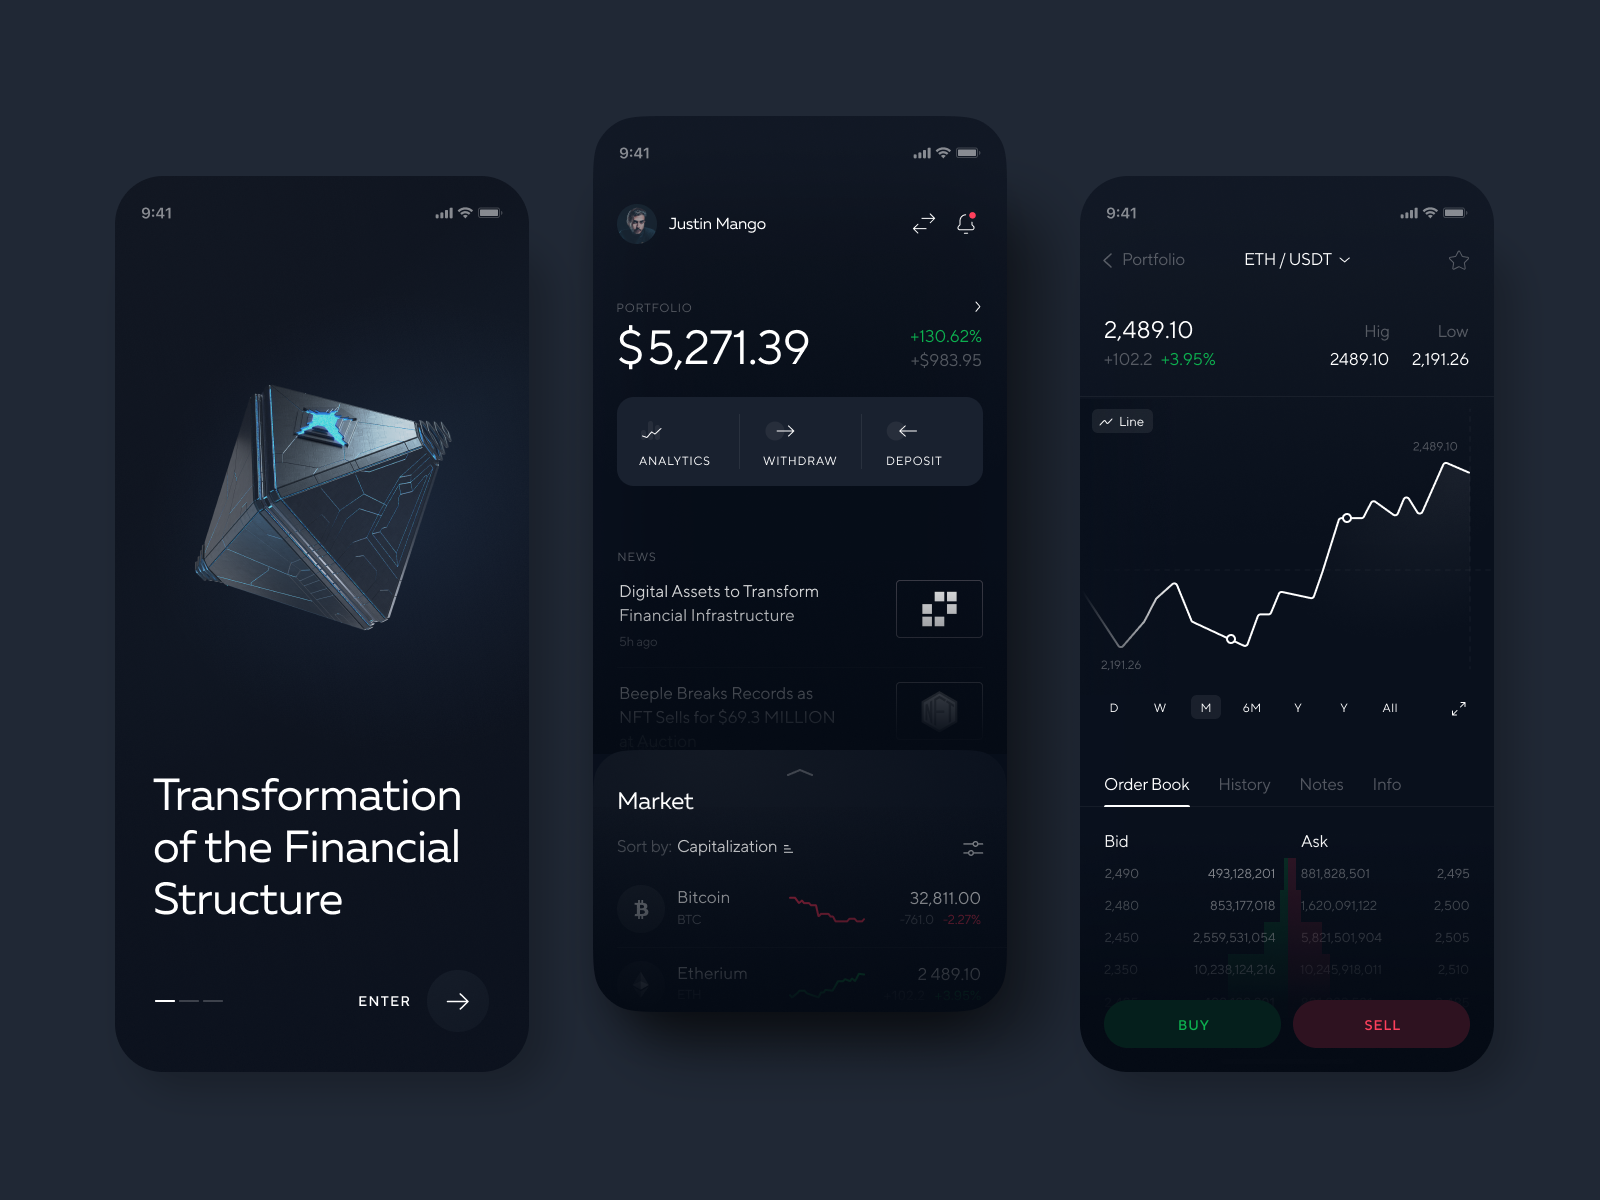 9:41
Transformation
of the Financial
Structure
ENTER
9:41
Justin Mango
PORTFOLIO
$5,271.39
+130.62%
+$983.95
ANALYTICS
WITHDRAW
DEPOSIT
NEWS
Digital Assets to Transform
Financial Infrastructure
5h ago
Beeple Breaks Records as
NFT Sells for $69.3 MILLION
at Auction
NFT
Market
Sort by: Capitalization
Bitcoin
32,811.00
BTC
-761.0 -2.27%
Etherium
2 489.10
ETH
+103.2 +3.95%
9:41
Portfolio
ETH / USDT
2,489.10
Hig
Low
+102.2 +3.95%
2489.10
2,191.26
Line
2,489.10
2,191.26
D W M 6M Y Y All
Order Book History Notes Info
Bid
Ask
2,490 493,128,201 881,828,501 2,495
2,480 853,177,018 1,620,091,122 2,500
2,450 2,559,531,054 5,821,501,904 2,505
2,350 10,238,124,216 10,245,918,011 2,510
BUY
SELL